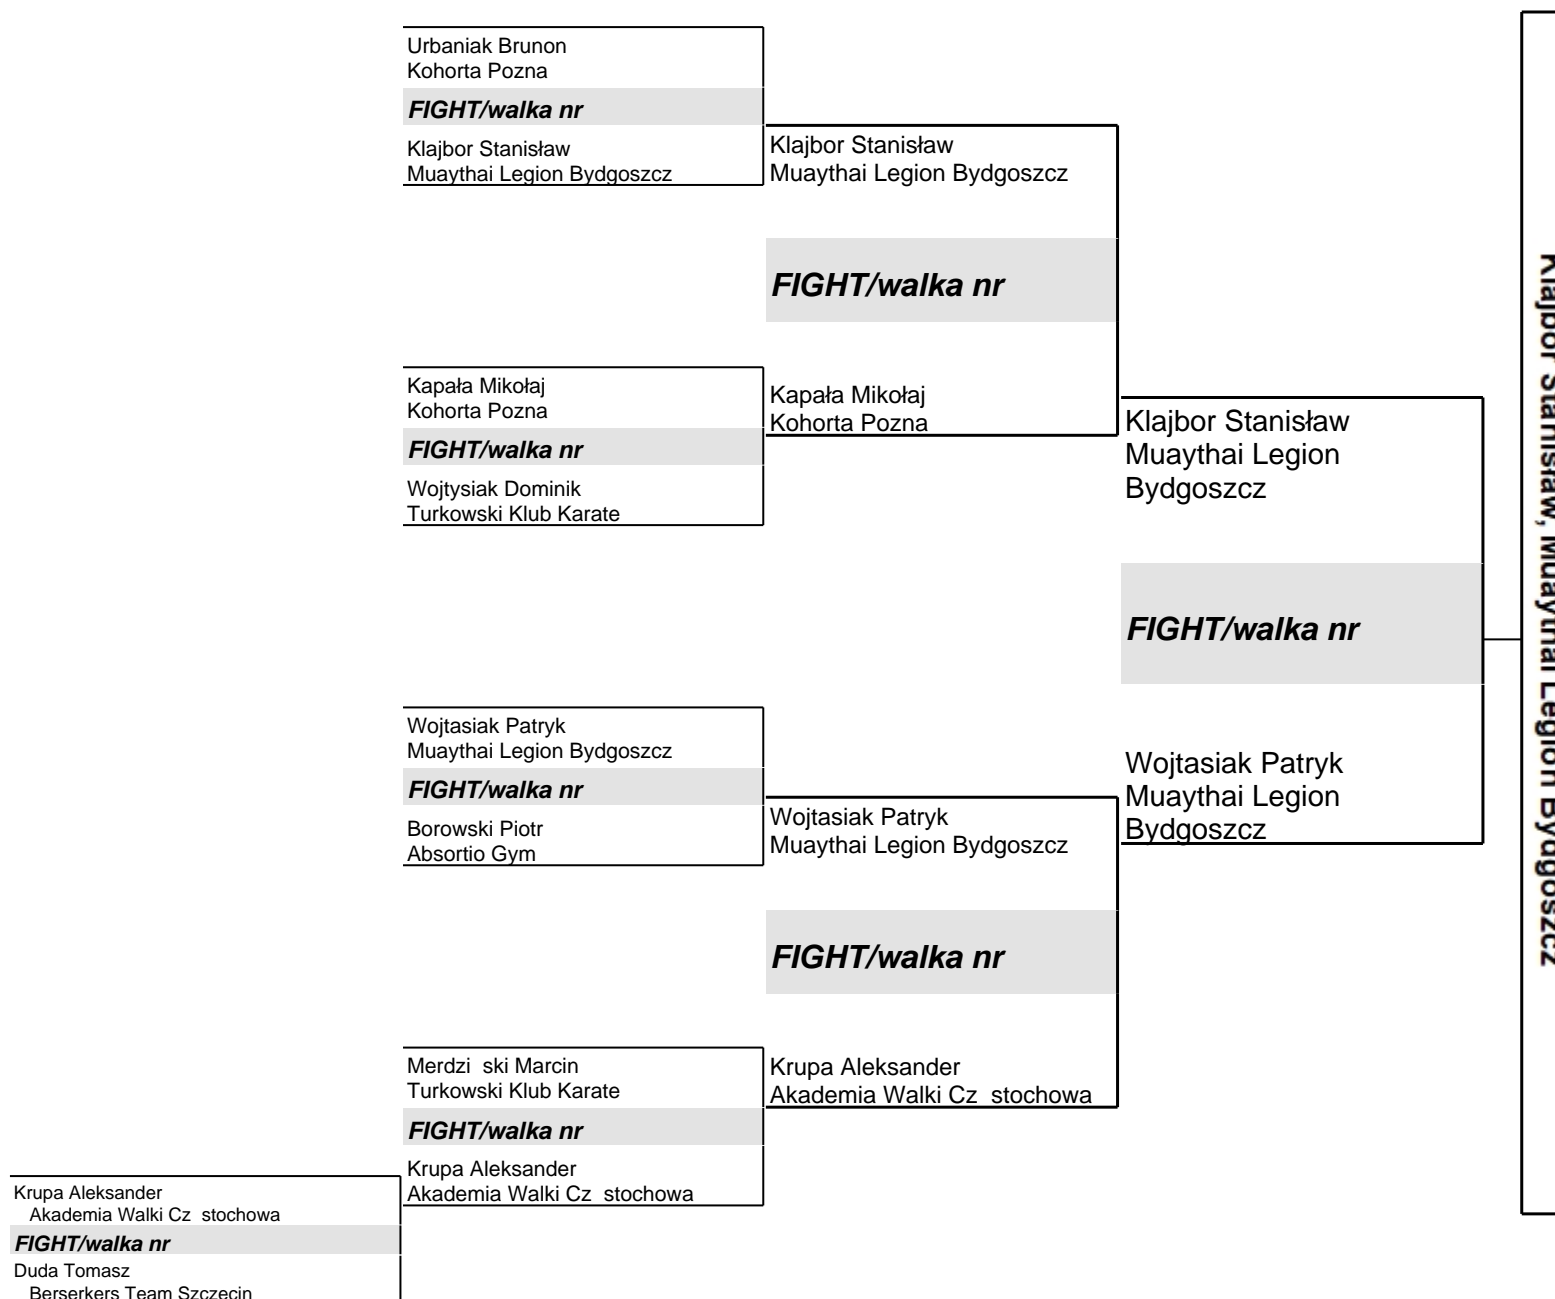 Urbaniak Brunon
Kohorta Pozna
FIGHT/walka nr
Klajbor Stanisław
Muaythai Legion Bydgoszcz
Kapała Mikołaj
Kohorta Pozna
FIGHT/walka nr
Wojtysiak Dominik
Turkowski Klub Karate
Wojtasiak Patryk
Muaythai Legion Bydgoszcz
FIGHT/walka nr
Borowski Piotr
Absortio Gym
Merdzi  ski Marcin
Turkowski Klub Karate
FIGHT/walka nr
Krupa Aleksander
Akademia Walki Cz  stochowa
Krupa Aleksander
Akademia Walki Cz  stochowa
FIGHT/walka nr
Duda Tomasz
Berserkers Team Szczecin
Klajbor Stanisław
Muaythai Legion Bydgoszcz
FIGHT/walka nr
Kapała Mikołaj
Kohorta Pozna
Wojtasiak Patryk
Muaythai Legion Bydgoszcz
FIGHT/walka nr
Krupa Aleksander
Akademia Walki Cz  stochowa
Klajbor Stanisław
Muaythai Legion
Bydgoszcz
FIGHT/walka nr
Wojtasiak Patryk
Muaythai Legion
Bydgoszcz
Klajbor Stanisław, Muaythai Legion Bydgoszcz